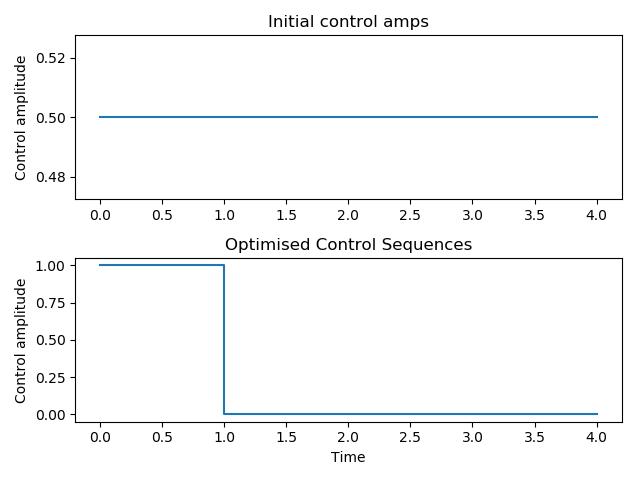 Initial control amps
Control amplitude
0.52
0.50
0.48
0.0 0.5 1.0 1.5 2.0 2.5 3.0 3.5 4.0
Optimised Control Sequences
Control amplitude
1.00
0.75
0.50
0.25
0.00
0.0 0.5 1.0 1.5 2.0 2.5 3.0 3.5 4.0
Time